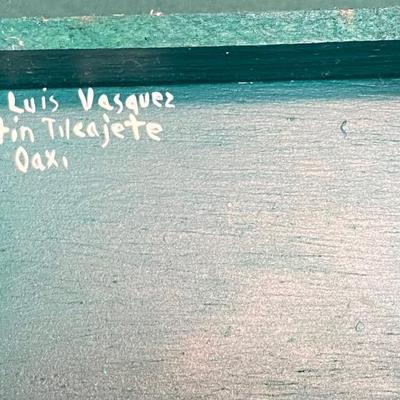 Luis Vasquez
tin Tilcajete
Oax,